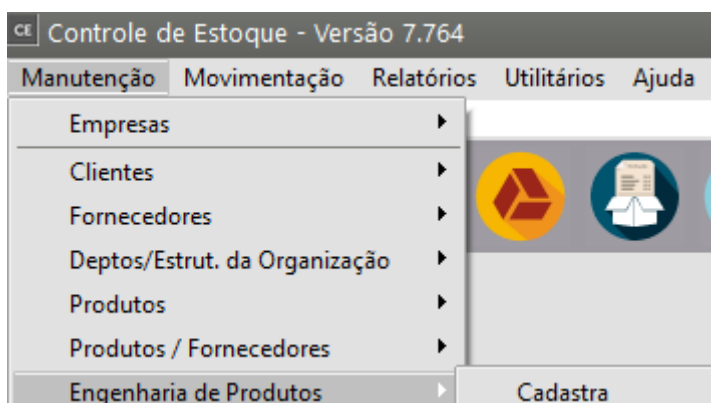 CE Controle de Estoque - Versão 7.764
Manutenção Movimentação Relatórios Utilitários Ajuda
Empresas
Clientes
Fornecedores
Deptos/Estrut. da Organização
Produtos
Produtos / Fornecedores
Engenharia de Produtos Cadastra